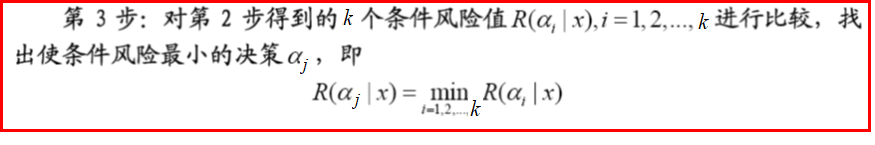 第 3 步：对第 2 步得到的 k 个条件风险值 R(α_i | x), i = 1, 2, ..., k 进行比较，找
出使条件风险最小的决策 α_j，即
R(α_j | x) = min_{i=1,2,...,k} R(α_i | x)